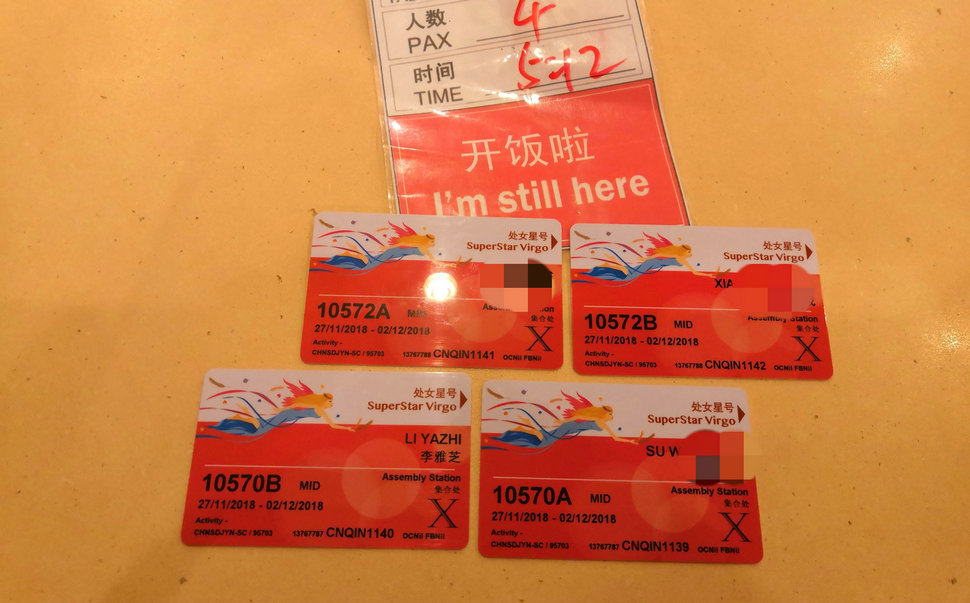 人数
PAX 4
时间
TIME 5-12
开饭啦
I'm still here
处女星号
SuperStar Virgo
10572A MID
27/11/2018 - 02/12/2018
集合处
X
Activity -
CHNSDJYN-SC / 95703 13767788 CNQIN1141 OCNii FBNii
处女星号
SuperStar Virgo
XIA
Assembly Station
集合处
10572B MID
27/11/2018 - 02/12/2018
X
Activity -
CHNSDJYN-SC / 95703 13767788 CNQIN1142 OCNii FBNii
处女星号
SuperStar Virgo
LI YAZHI
李雅芝
Assembly Station
集合处
10570B MID
27/11/2018 - 02/12/2018
X
Activity -
CHNSDJYN-SC / 95703 13767787 CNQIN1140 OCNii FBNii
处女星号
SuperStar Virgo
SU W
Assembly Station
集合处
10570A MID
27/11/2018 - 02/12/2018
X
Activity -
CHNSDJYN-SC / 95703 13767787 CNQIN1139 OCNii FBNii